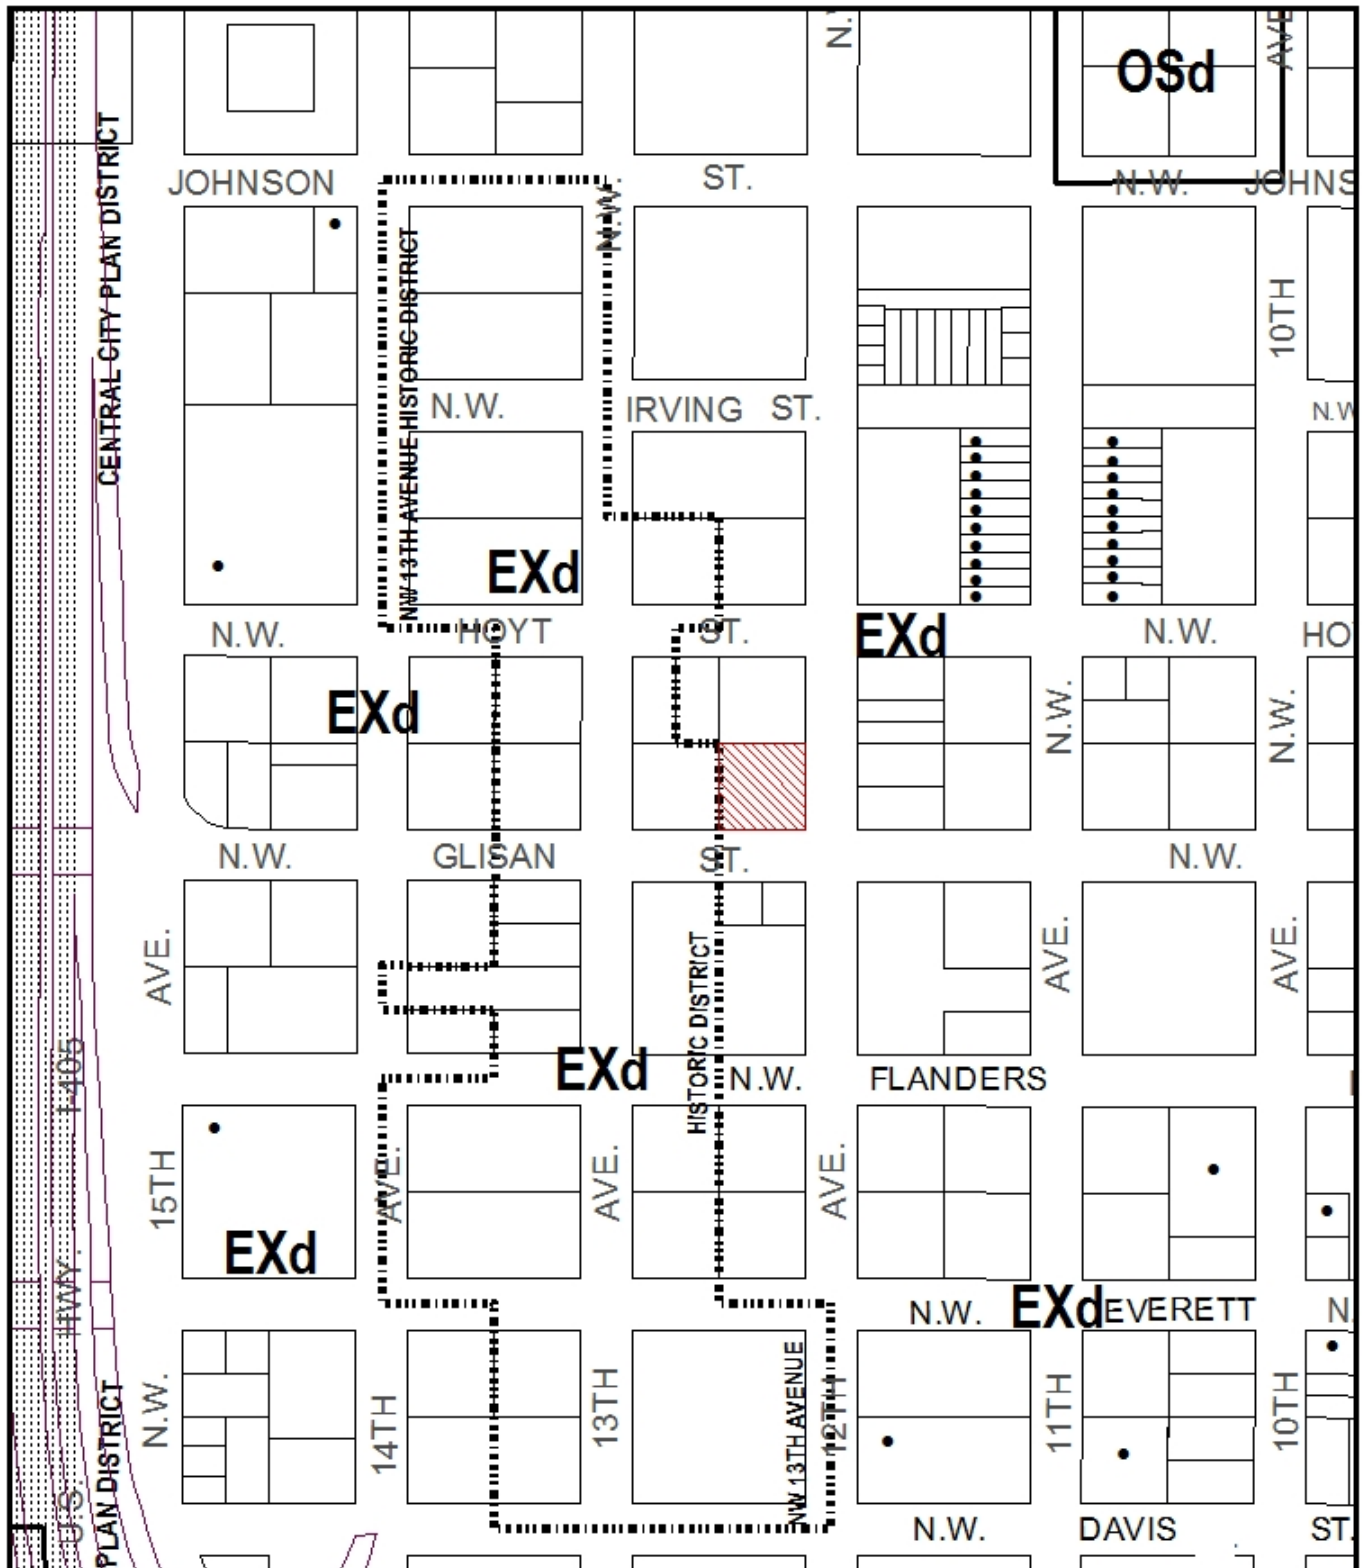 N.
AVE
OSd
CENTRAL CITY PLAN DISTRICT
JOHNSON
N.W.
ST.
N.W.
JOHNS
NW 13TH AVENUE HISTORIC DISTRICT
10TH
N.W.
IRVING
ST.
N.W
EXd
N.W.
HOYT
ST.
EXd
N.W.
HO
EXd
N.W.
N.W.
N.W.
GLISAN
ST.
N.W.
AVE.
HISTORIC DISTRICT
AVE.
AVE.
I-405
EXd
N.W.
FLANDERS
15TH
AVE.
AVE.
AVE.
EXd
HWY.
N.W.
EXd
EVERETT
N.
N.W.
14TH
13TH
NW 13TH AVENUE
12TH
11TH
10TH
U.S.
PLAN DISTRICT
N.W.
DAVIS
ST.